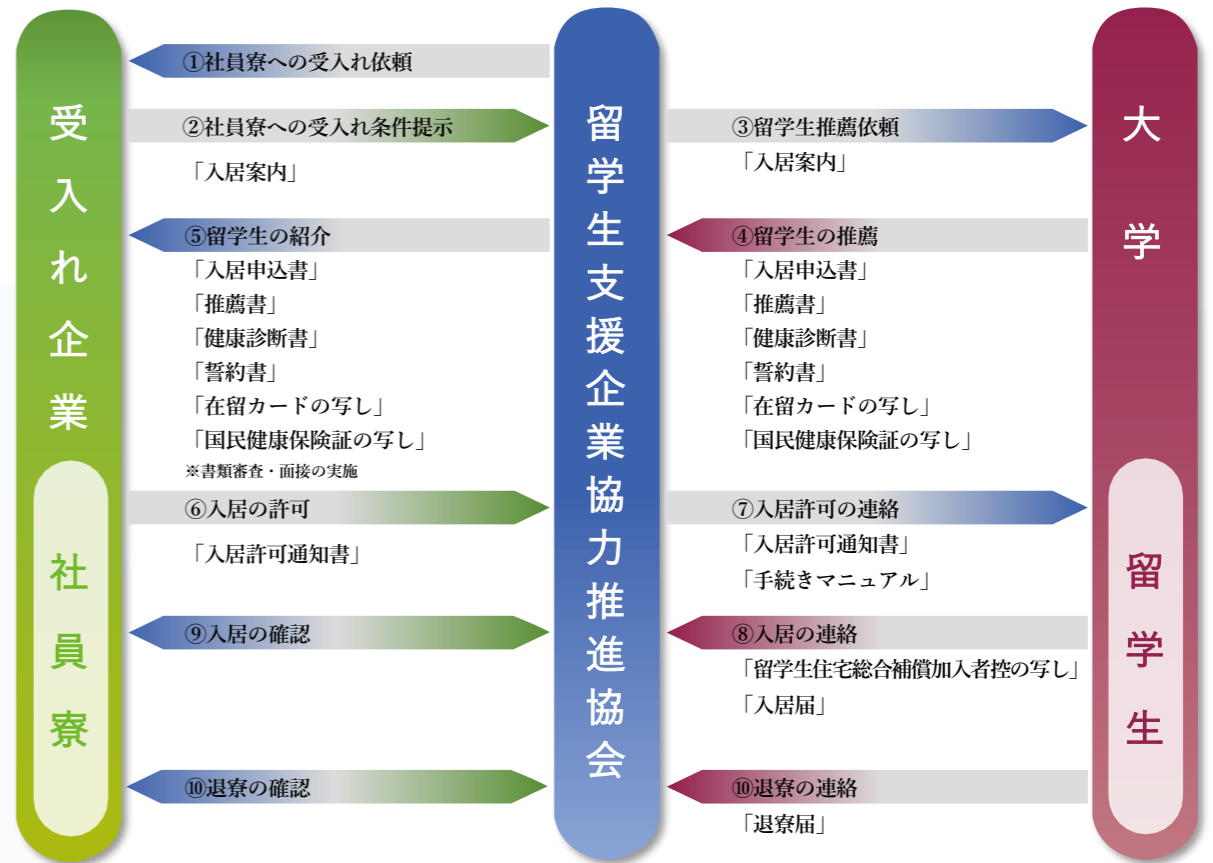 受入れ企業
社員寮
①社員寮への受入れ依頼
②社員寮への受入れ条件提示
「入居案内」
⑤留学生の紹介
「入居申込書」
「推薦書」
「健康診断書」
「誓約書」
「在留カードの写し」
「国民健康保険証の写し」
※書類審査・面接の実施
⑥入居の許可
「入居許可通知書」
⑨入居の確認
⑩退寮の確認
留学生支援企業協力推進協会
③留学生推薦依頼
「入居案内」
④留学生の推薦
「入居申込書」
「推薦書」
「健康診断書」
「誓約書」
「在留カードの写し」
「国民健康保険証の写し」
⑦入居許可の連絡
「入居許可通知書」
「手続きマニュアル」
⑧入居の連絡
「留学生住宅総合補償加入者控の写し」
「入居届」
⑩退寮の連絡
「退寮届」
大学
留学生